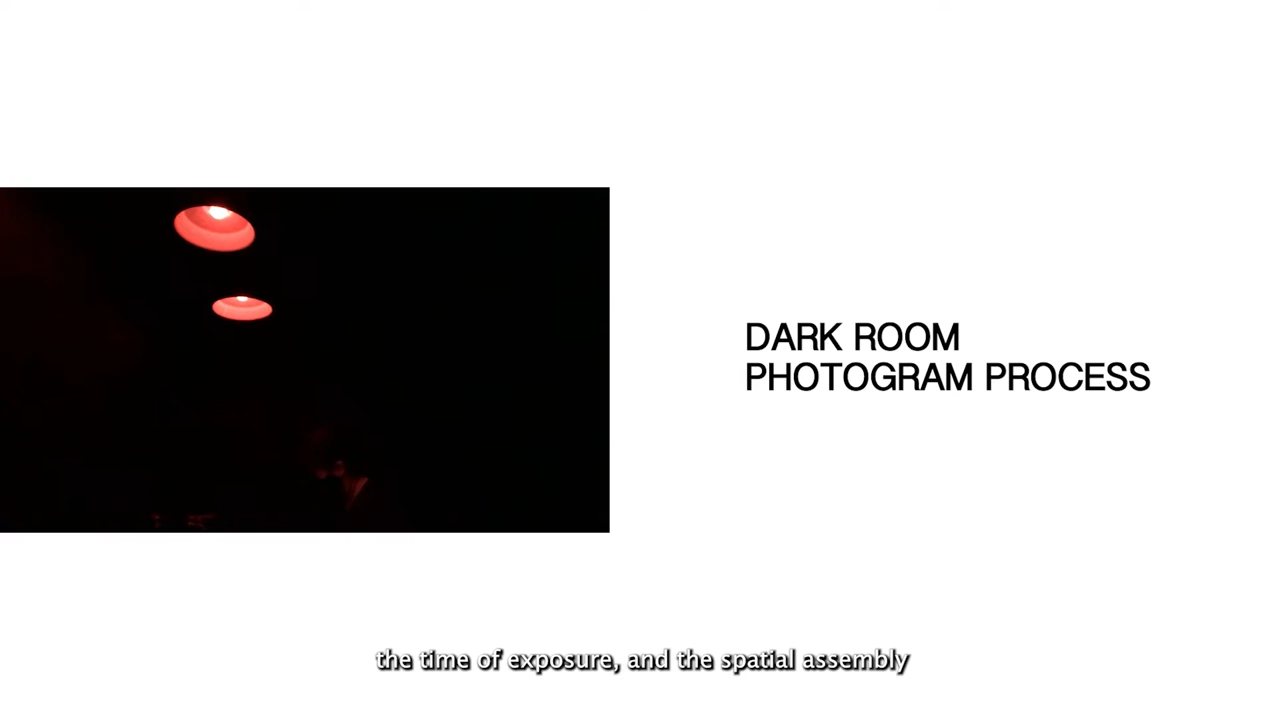 DARK ROOM
PHOTOGRAM PROCESS
the time of exposure, and the spatial assembly